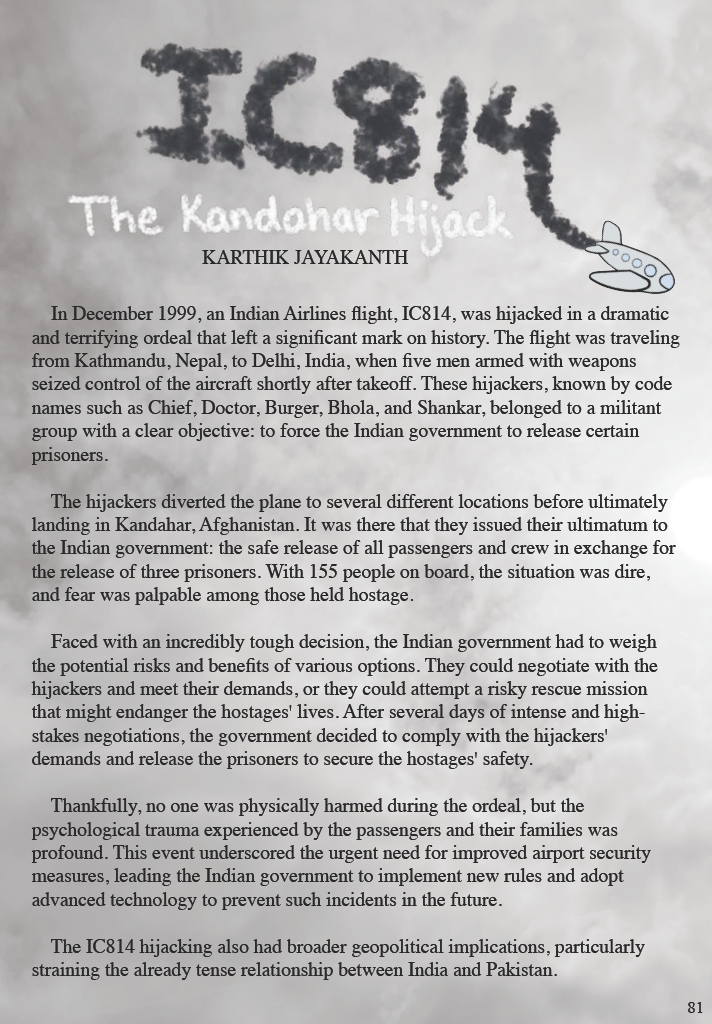 IC814
The Kandahar Hijack
KARTHIK JAYAKANTH
In December 1999, an Indian Airlines flight, IC814, was hijacked in a dramatic
and terrifying ordeal that left a significant mark on history. The flight was traveling
from Kathmandu, Nepal, to Delhi, India, when five men armed with weapons
seized control of the aircraft shortly after takeoff. These hijackers, known by code
names such as Chief, Doctor, Burger, Bhola, and Shankar, belonged to a militant
group with a clear objective: to force the Indian government to release certain
prisoners.
The hijackers diverted the plane to several different locations before ultimately
landing in Kandahar, Afghanistan. It was there that they issued their ultimatum to
the Indian government: the safe release of all passengers and crew in exchange for
the release of three prisoners. With 155 people on board, the situation was dire,
and fear was palpable among those held hostage.
Faced with an incredibly tough decision, the Indian government had to weigh
the potential risks and benefits of various options. They could negotiate with the
hijackers and meet their demands, or they could attempt a risky rescue mission
that might endanger the hostages' lives. After several days of intense and high-
stakes negotiations, the government decided to comply with the hijackers'
demands and release the prisoners to secure the hostages' safety.
Thankfully, no one was physically harmed during the ordeal, but the
psychological trauma experienced by the passengers and their families was
profound. This event underscored the urgent need for improved airport security
measures, leading the Indian government to implement new rules and adopt
advanced technology to prevent such incidents in the future.
The IC814 hijacking also had broader geopolitical implications, particularly
straining the already tense relationship between India and Pakistan.
81